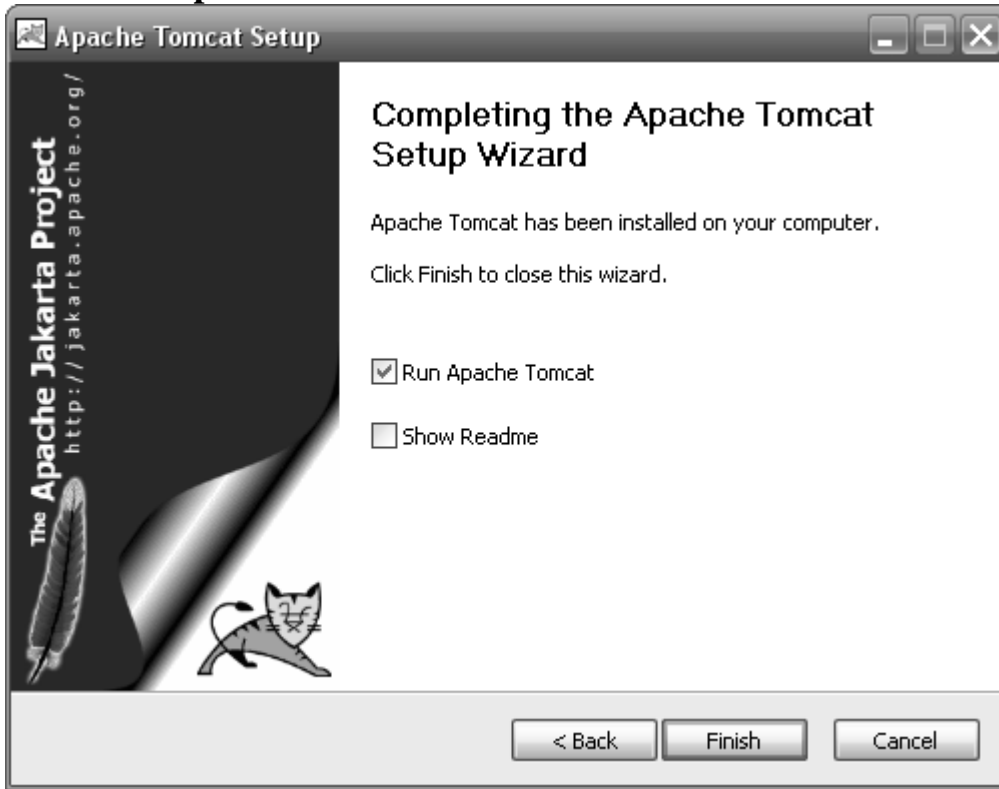 Apache Tomcat Setup
The Apache Jakarta Project
http://jakarta.apache.org/
Completing the Apache Tomcat
Setup Wizard
Apache Tomcat has been installed on your computer.
Click Finish to close this wizard.
Run Apache Tomcat
Show Readme
< Back
Finish
Cancel